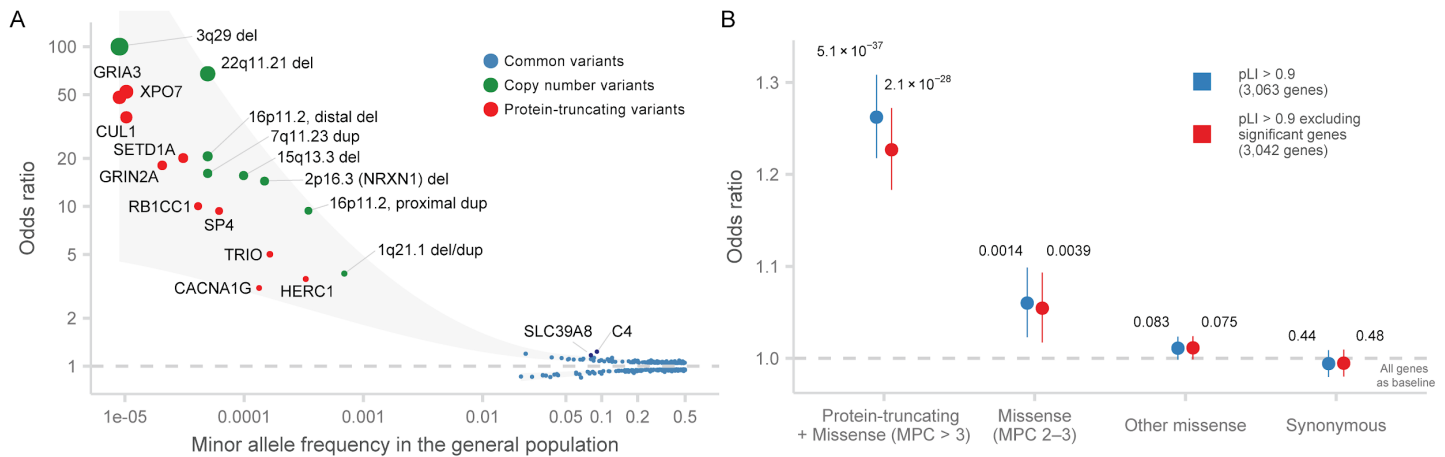 A
Odds ratio
100
50
20
10
5
2
1
3q29 del
22q11.21 del
GRIA3
XPO7
CUL1
16p11.2, distal del
7q11.23 dup
SETD1A
15q13.3 del
GRIN2A
2p16.3 (NRXN1) del
RB1CC1
16p11.2, proximal dup
SP4
TRIO
1q21.1 del/dup
CACNA1G
HERC1
SLC39A8
C4
Common variants
Copy number variants
Protein-truncating variants
1e-05
0.0001
0.001
0.01
0.05
0.1
0.2
0.5
Minor allele frequency in the general population
B
Odds ratio
1.3
1.2
1.1
1.0
5.1 × 10⁻³⁷
2.1 × 10⁻²⁸
0.0014
0.0039
0.083
0.075
0.44
0.48
pLI > 0.9
(3,063 genes)
pLI > 0.9 excluding
significant genes
(3,042 genes)
All genes
as baseline
Protein-truncating
+ Missense (MPC > 3)
Missense
(MPC 2–3)
Other missense
Synonymous